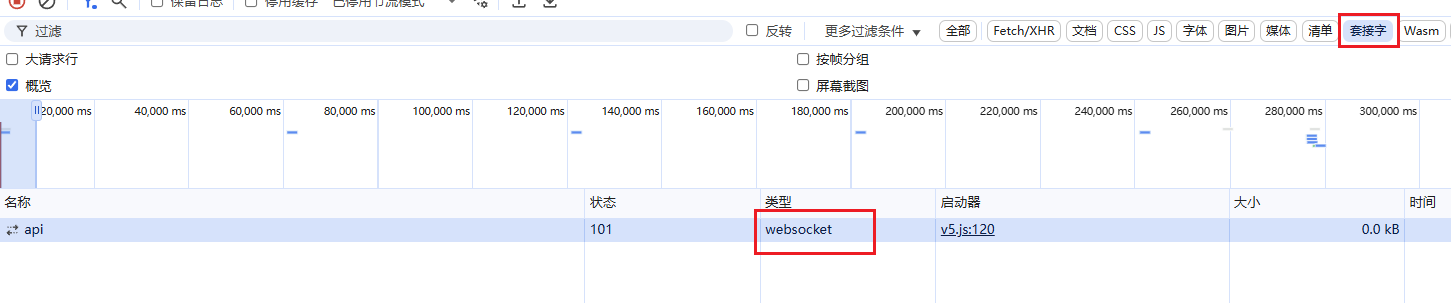 保留日志 停用缓存 已停用节流模式
过滤 反转 更多过滤条件 全部 Fetch/XHR 文档 CSS JS 字体 图片 媒体 清单 套接字 Wasm
大请求行 按帧分组
概览 屏幕截图
20,000 ms 40,000 ms 60,000 ms 80,000 ms 100,000 ms 120,000 ms 140,000 ms 160,000 ms 180,000 ms 200,000 ms 220,000 ms 240,000 ms 260,000 ms 280,000 ms 300,000 ms
名称 状态 类型 启动器 大小 时间
api 101 websocket v5.js:120 0.0 kB